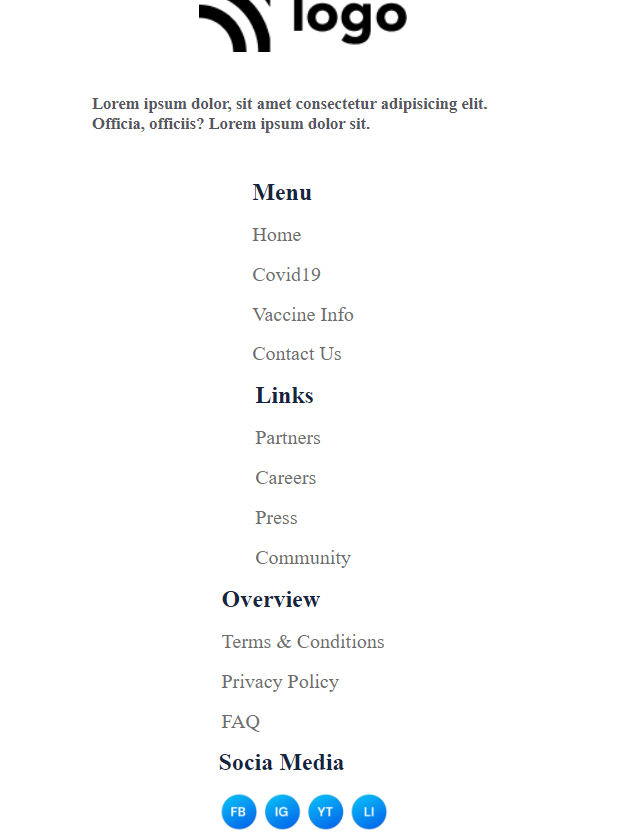 logo
Lorem ipsum dolor, sit amet consectetur adipisicing elit.
Officia, officiis? Lorem ipsum dolor sit.
Menu
Home
Covid19
Vaccine Info
Contact Us
Links
Partners
Careers
Press
Community
Overview
Terms & Conditions
Privacy Policy
FAQ
Socia Media
FB IG YT LI